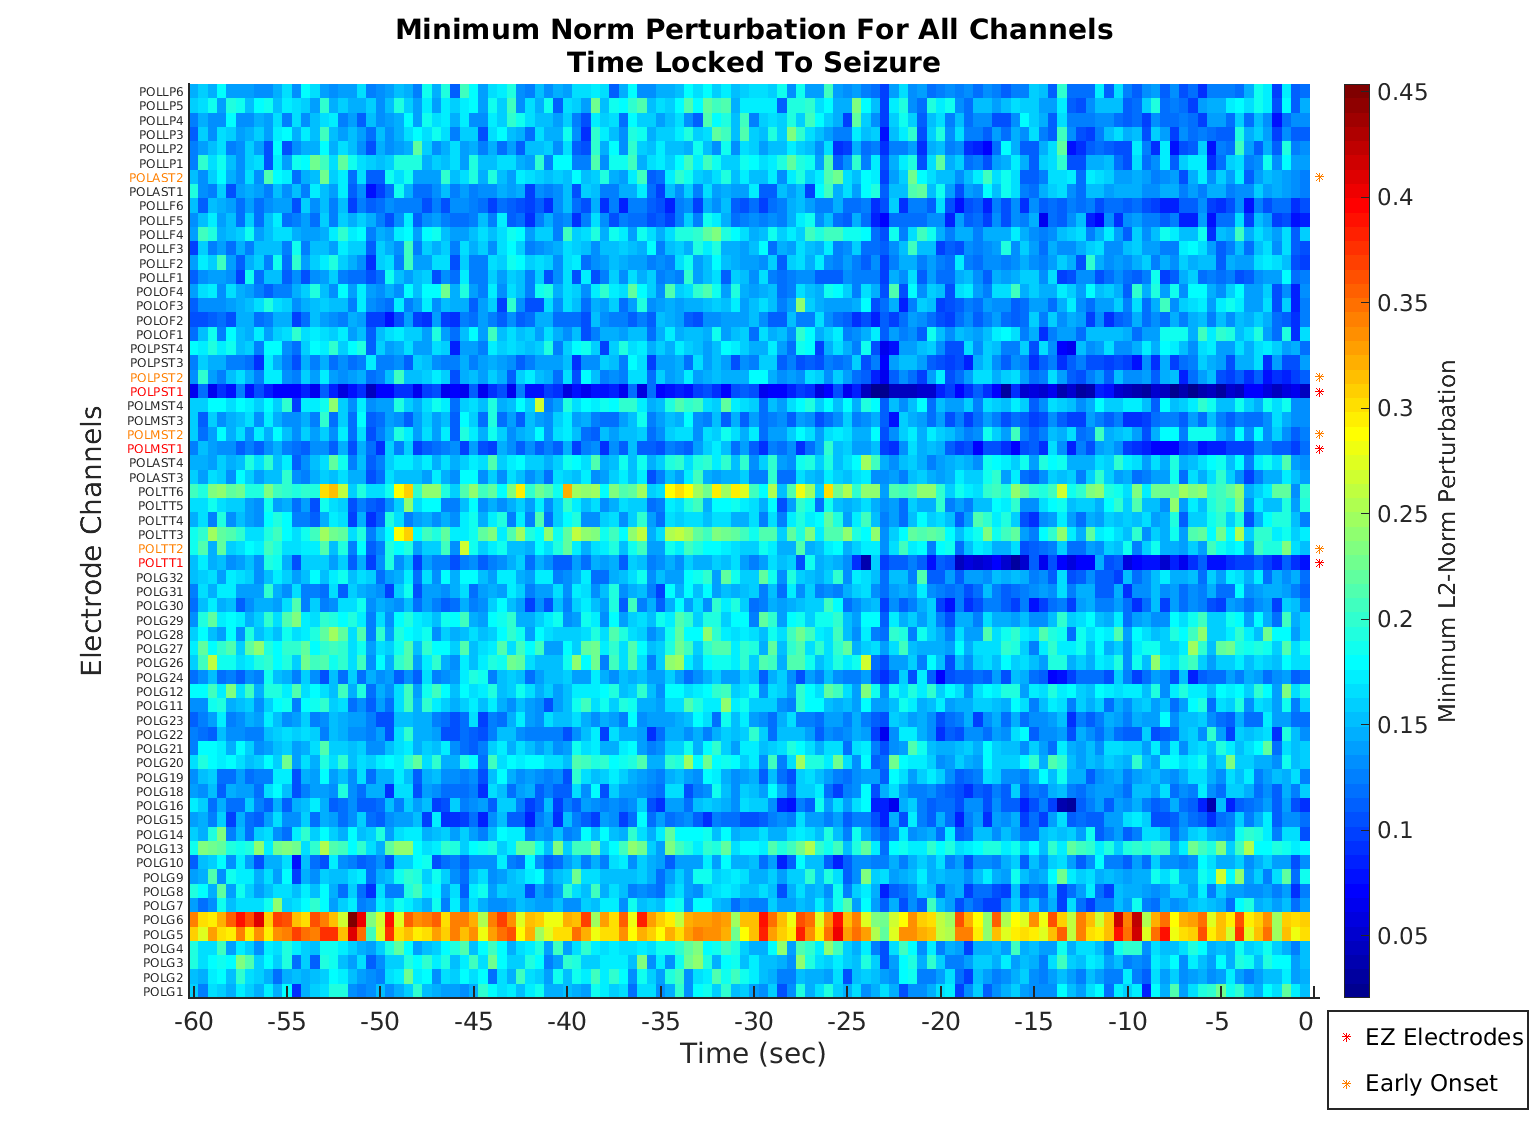 Minimum Norm Perturbation For All Channels
Time Locked To Seizure
Electrode Channels
POLLP6
POLLP5
POLLP4
POLLP3
POLLP2
POLLP1
POLAST2
POLAST1
POLLF6
POLLF5
POLLF4
POLLF3
POLLF2
POLLF1
POLOF4
POLOF3
POLOF2
POLOF1
POLPST4
POLPST3
POLPST2
POLPST1
POLMST4
POLMST3
POLMST2
POLMST1
POLAST4
POLAST3
POLTT6
POLTT5
POLTT4
POLTT3
POLTT2
POLTT1
POLG32
POLG31
POLG30
POLG29
POLG28
POLG27
POLG26
POLG24
POLG12
POLG11
POLG23
POLG22
POLG21
POLG20
POLG19
POLG18
POLG16
POLG15
POLG14
POLG13
POLG10
POLG9
POLG8
POLG7
POLG6
POLG5
POLG4
POLG3
POLG2
POLG1
-60 -55 -50 -45 -40 -35 -30 -25 -20 -15 -10 -5 0
Time (sec)
0.45
0.4
0.35
0.3
0.25
0.2
0.15
0.1
0.05
Minimum L2-Norm Perturbation
EZ Electrodes
Early Onset